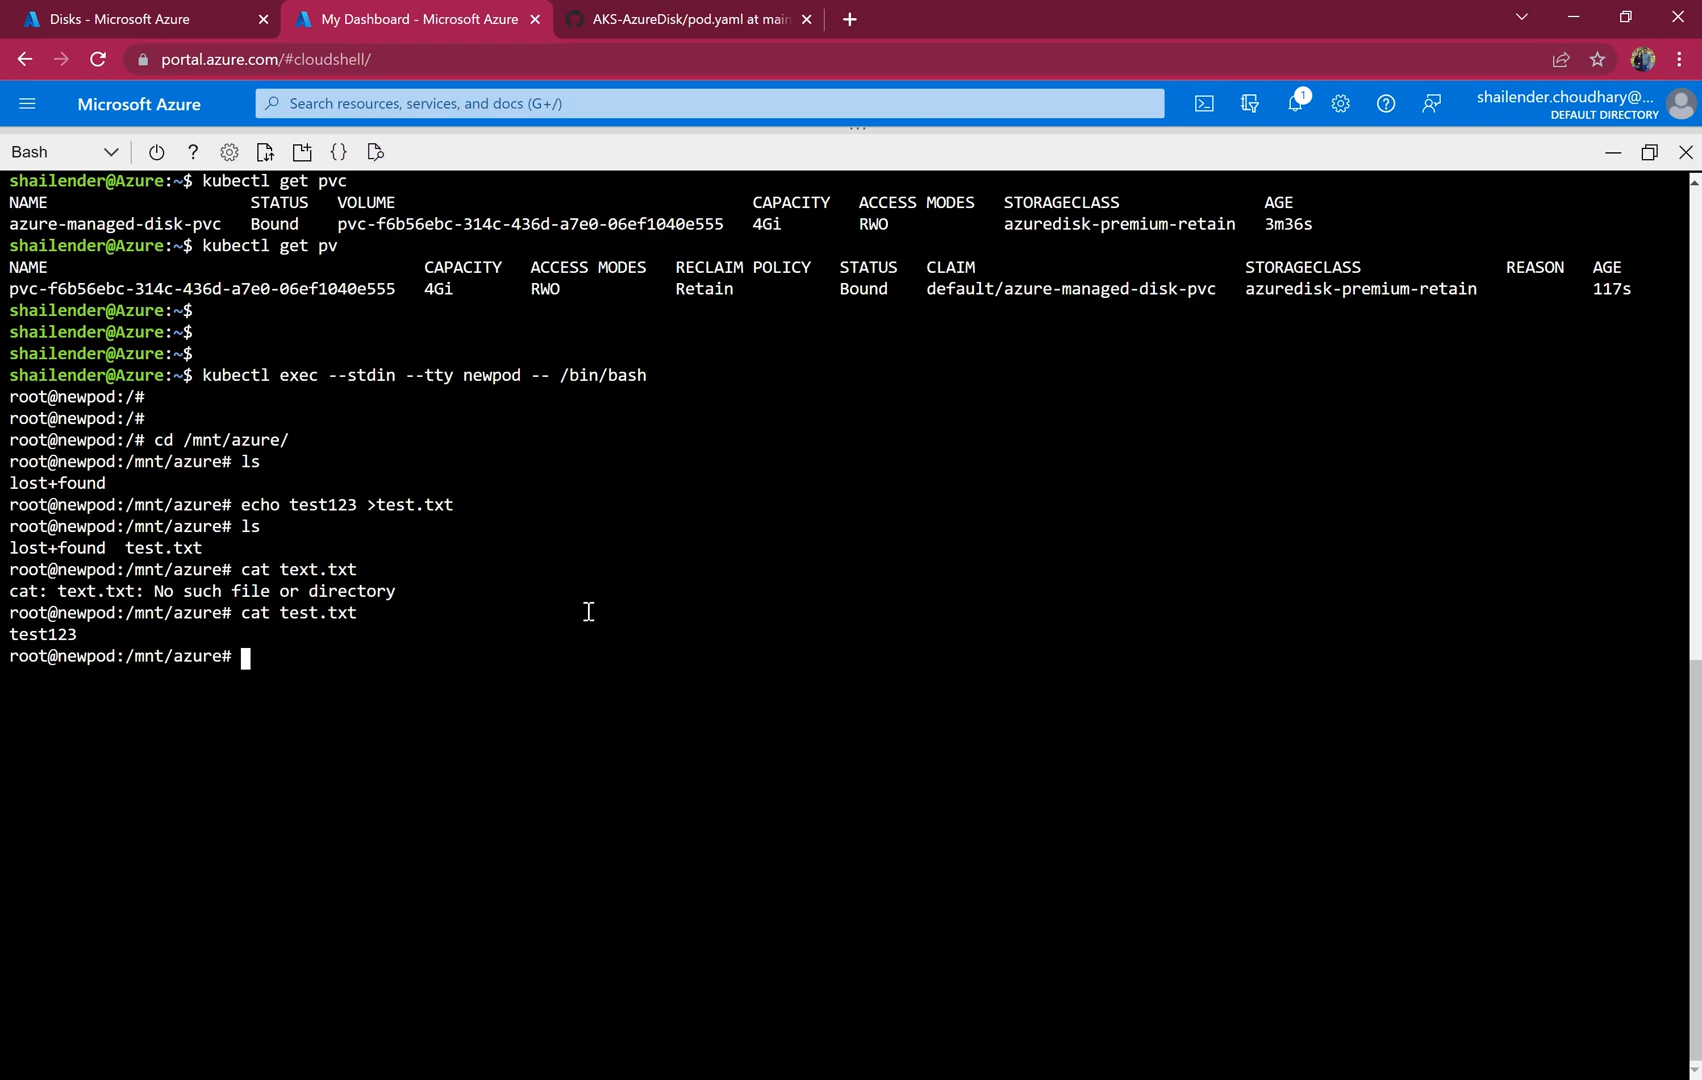 Disks - Microsoft Azure
My Dashboard - Microsoft Azure
AKS-AzureDisk/pod.yaml at main
portal.azure.com/#cloudshell/
Microsoft Azure
Search resources, services, and docs (G+/)
1
shailender.choudhary@...
DEFAULT DIRECTORY
Bash
shailender@Azure:~$ kubectl get pvc
NAME STATUS VOLUME CAPACITY ACCESS MODES STORAGECLASS AGE
azure-managed-disk-pvc Bound pvc-f6b56ebc-314c-436d-a7e0-06ef1040e555 4Gi RWO azuredisk-premium-retain 3m36s
shailender@Azure:~$ kubectl get pv
NAME CAPACITY ACCESS MODES RECLAIM POLICY STATUS CLAIM STORAGECLASS REASON AGE
pvc-f6b56ebc-314c-436d-a7e0-06ef1040e555 4Gi RWO Retain Bound default/azure-managed-disk-pvc azuredisk-premium-retain 117s
shailender@Azure:~$
shailender@Azure:~$
shailender@Azure:~$
shailender@Azure:~$ kubectl exec --stdin --tty newpod -- /bin/bash
root@newpod:/#
root@newpod:/#
root@newpod:/# cd /mnt/azure/
root@newpod:/mnt/azure# ls
lost+found
root@newpod:/mnt/azure# echo test123 >test.txt
root@newpod:/mnt/azure# ls
lost+found test.txt
root@newpod:/mnt/azure# cat text.txt
cat: text.txt: No such file or directory
root@newpod:/mnt/azure# cat test.txt
test123
root@newpod:/mnt/azure#